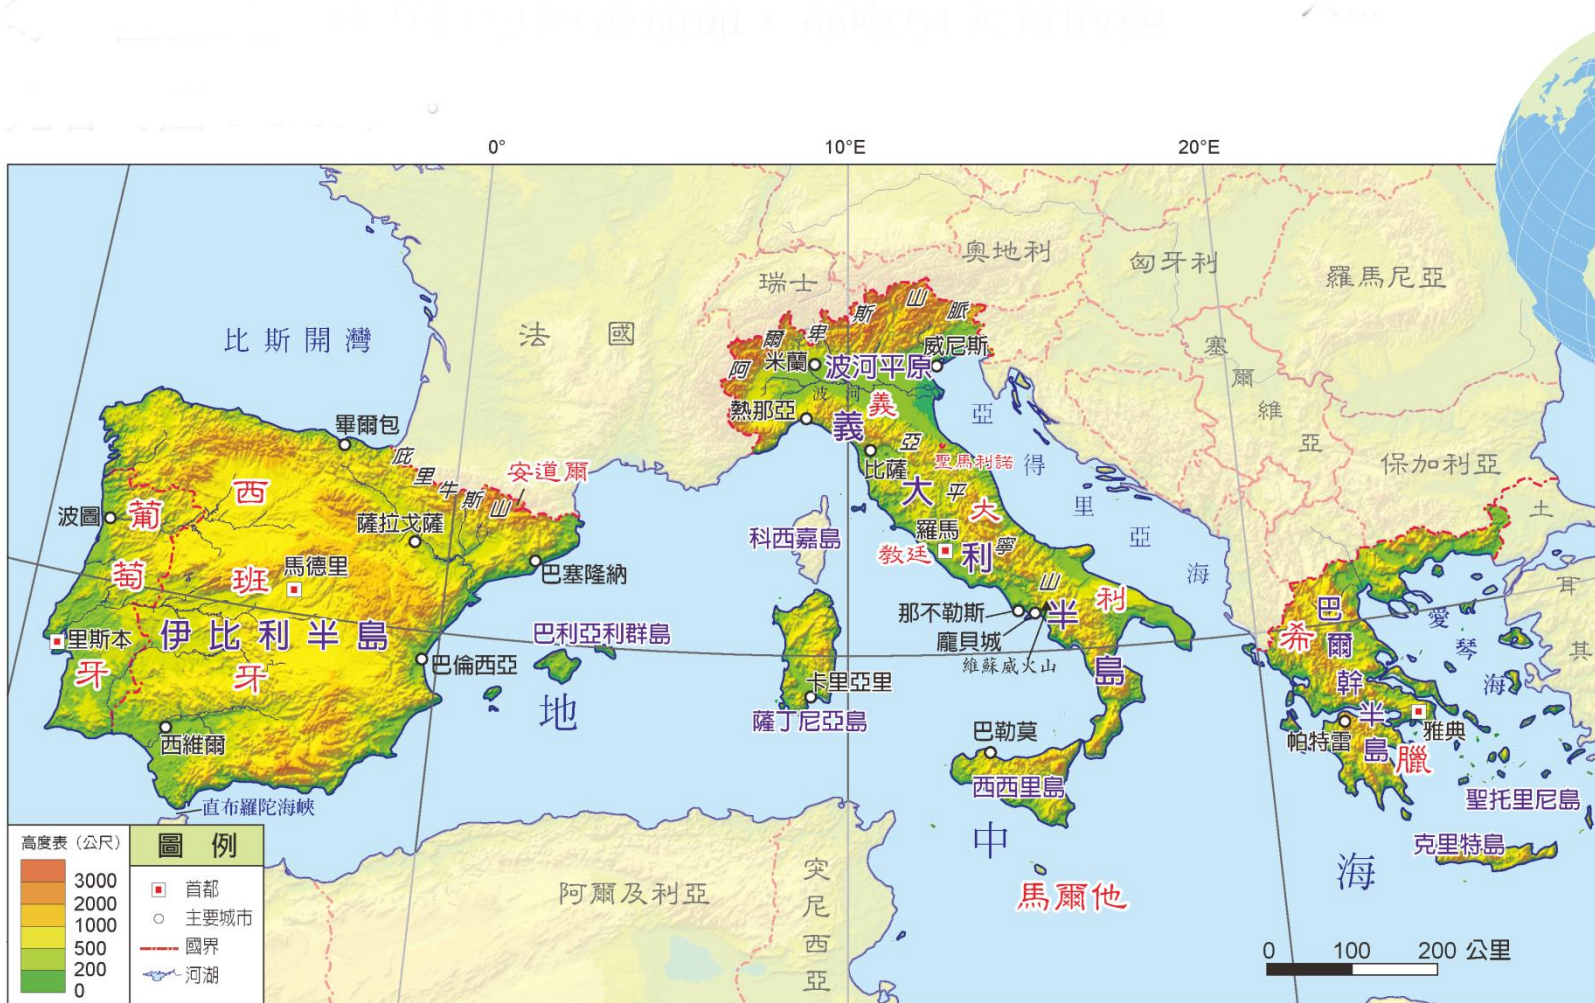 0°
10°E
20°E
奧地利
匈牙利
瑞士
羅馬尼亞
法國
比斯開灣
阿爾卑斯山脈
塞爾維亞
米蘭
波河平原
威尼斯
波河
熱那亞
義大利
義大利半島
亞得里亞海
畢爾包
庇里牛斯山
安道爾
比薩
亞平寧山
聖馬利諾
保加利亞
西班牙
葡萄牙
波圖
薩拉戈薩
科西嘉島
羅馬
教廷
土耳其
馬德里
巴塞隆納
那不勒斯
龐貝城
維蘇威火山
里斯本
伊比利半島
巴利亞利群島
巴爾幹半島
希臘
愛琴海
巴倫西亞
卡里亞里
薩丁尼亞島
地中海
西維爾
巴勒莫
西西里島
帕特雷
雅典
直布羅陀海峽
聖托里尼島
克里特島
馬爾他
阿爾及利亞
突尼西亞
高度表（公尺）
3000
2000
1000
500
200
0
圖例
首都
主要城市
國界
河湖
0 100 200 公里